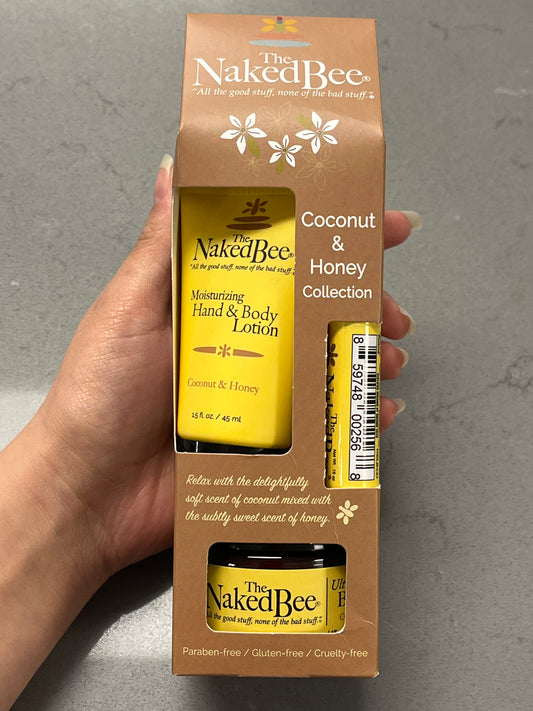 The
NakedBee®
"All the good stuff, none of the bad stuff."
Coconut
&
Honey
Collection
The
NakedBee®
"All the good stuff, none of the bad stuff."
Moisturizing
Hand & Body
Lotion
Coconut & Honey
1.5 fl oz. / 45 ml
The
8 59748 00256 8
Relax with the delightfully
soft scent of coconut mixed with
the subtly sweet scent of honey.
The
NakedBee®
All the good stuff, none of the bad stuff."
Paraben-free / Gluten-free / Cruelty-free